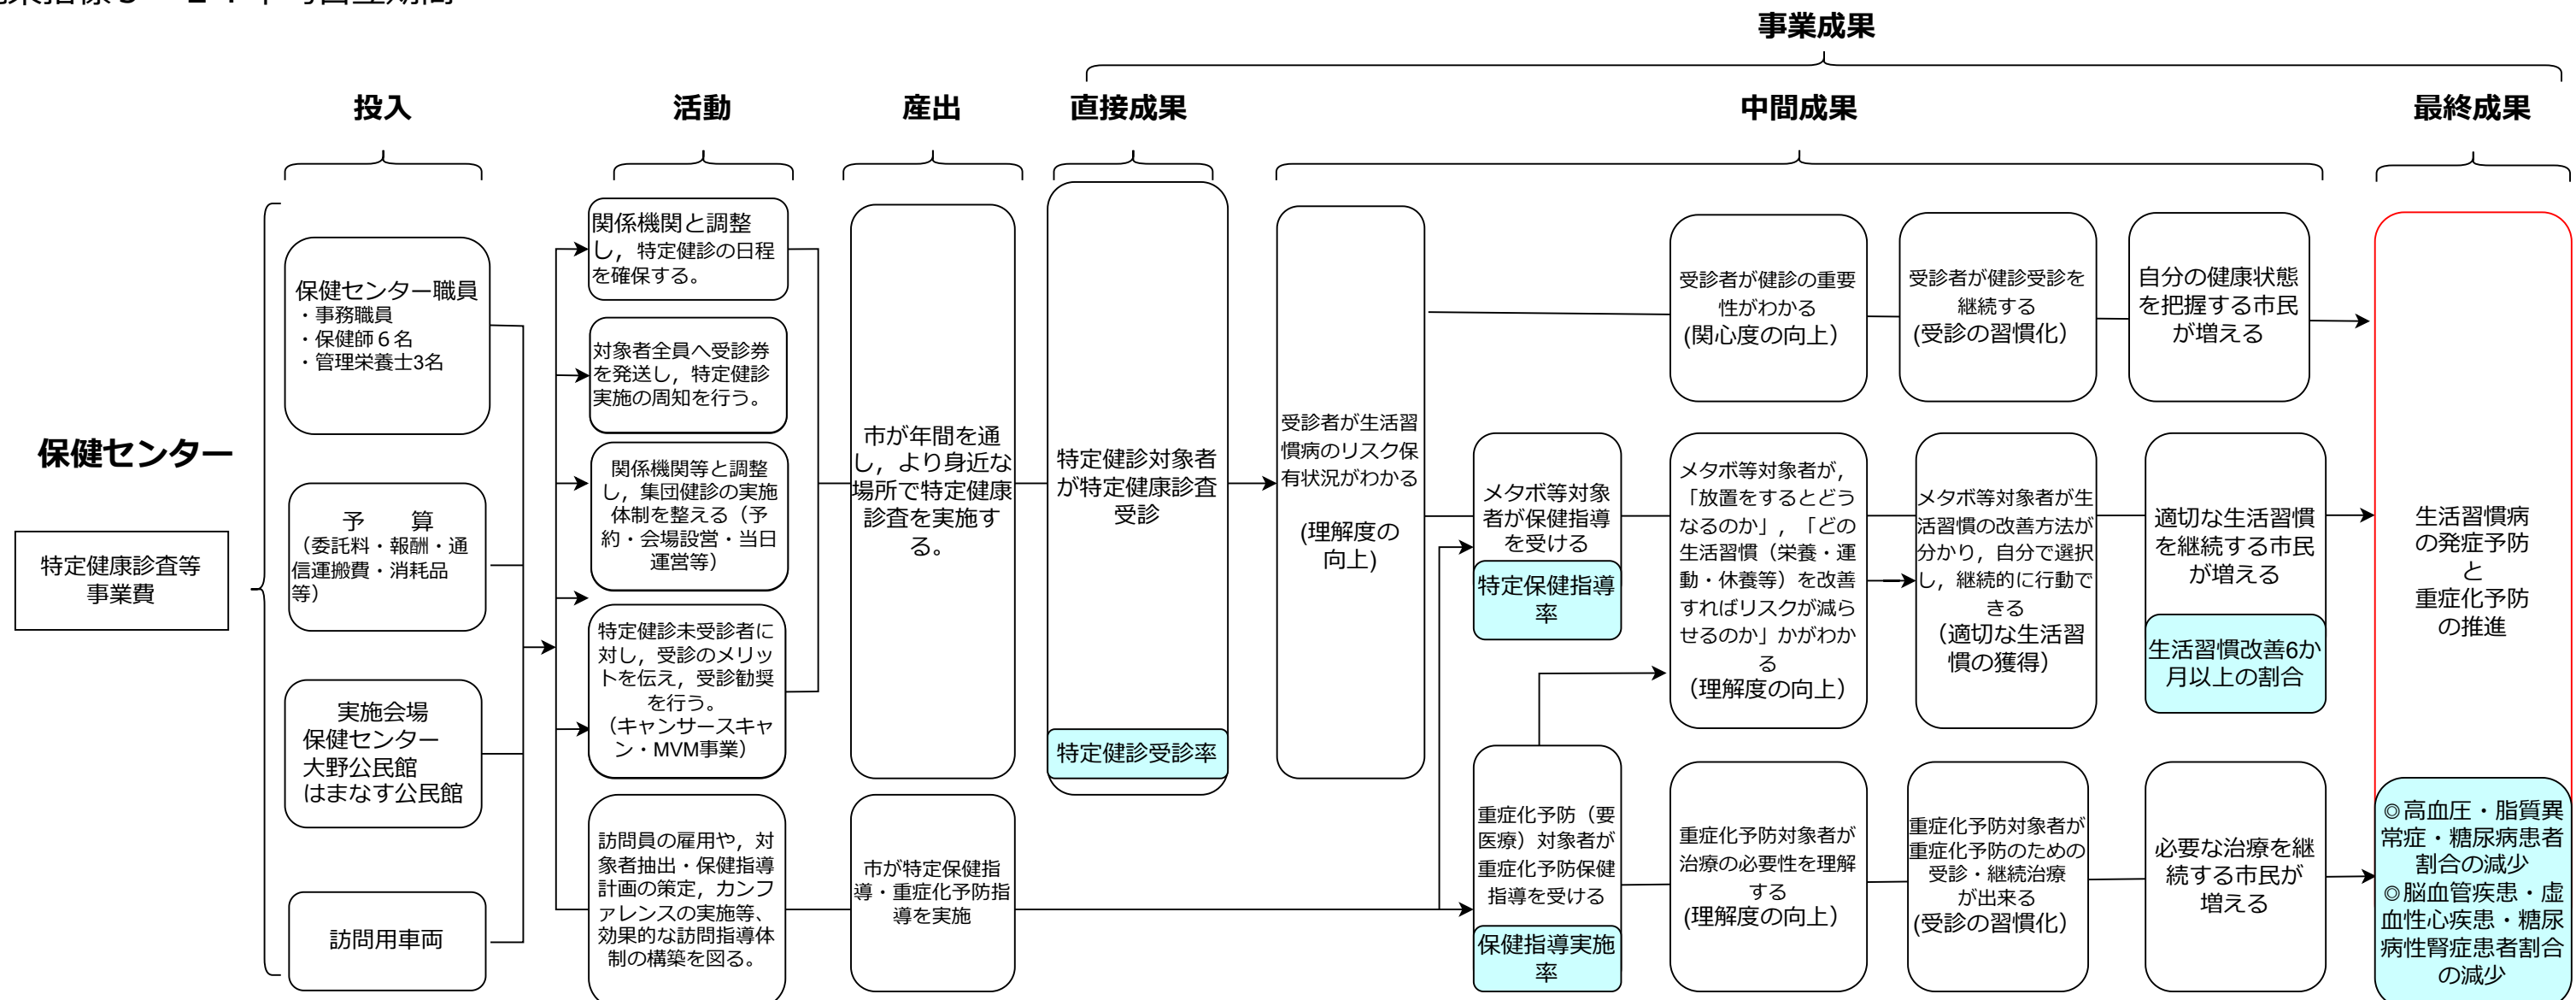 事業成果
投入
活動
産出
直接成果
中間成果
最終成果
保健センター
特定健康診査等
事業費
保健センター職員
・事務職員
・保健師６名
・管理栄養士3名
予　　算
（委託料・報酬・通
信運搬費・消耗品
等）
実施会場
保健センター
大野公民館
はまなす公民館
訪問用車両
関係機関と調整
し，特定健診の日程
を確保する。
対象者全員へ受診券
を発送し，特定健診
実施の周知を行う。
関係機関等と調整
し，集団健診の実施
体制を整える（予
約・会場設営・当日
運営等）
特定健診未受診者に
対し，受診のメリッ
トを伝え，受診勧奨
を行う。
（キャンサースキャ
ン・MVM事業）
訪問員の雇用や，対
象者抽出・保健指導
計画の策定，カンフ
ァレンスの実施等、
効果的な訪問指導体
制の構築を図る。
市が年間を通
し，より身近な
場所で特定健康
診査を実施す
る。
市が特定保健指
導・重症化予防指
導を実施
特定健診対象者
が特定健康診査
受診
特定健診受診率
受診者が生活習
慣病のリスク保
有状況がわかる
(理解度の
向上)
メタボ等対象
者が保健指導
を受ける
特定保健指導
率
重症化予防（要
医療）対象者が
重症化予防保健
指導を受ける
保健指導実施
率
受診者が健診の重要
性がわかる
(関心度の向上）
メタボ等対象者が，
「放置をするとどう
なるのか」，「どの
生活習慣（栄養・運
動・休養等）を改善
すればリスクが減ら
せるのか」かがわか
る
（理解度の向上）
重症化予防対象者が
治療の必要性を理解
する
(理解度の向上）
受診者が健診受診を
継続する
(受診の習慣化）
メタボ等対象者が生
活習慣の改善方法が
分かり，自分で選択
し，継続的に行動で
きる
（適切な生活習
慣の獲得）
重症化予防対象者が
重症化予防のための
受診・継続治療
が出来る
(受診の習慣化）
自分の健康状態
を把握する市民
が増える
適切な生活習慣
を継続する市民
が増える
生活習慣改善6か
月以上の割合
必要な治療を継
続する市民が
増える
生活習慣病
の発症予防
と
重症化予防
の推進
◎高血圧・脂質異
常症・糖尿病患者
割合の減少
◎脳血管疾患・虚
血性心疾患・糖尿
病性腎症患者割合
の減少